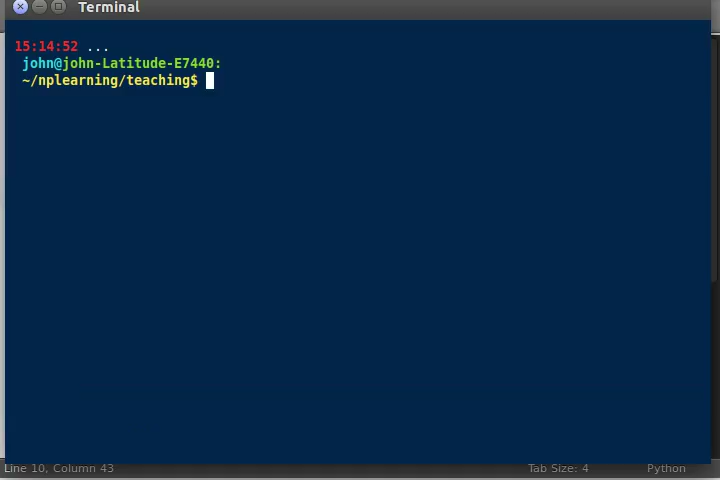 Terminal
15:14:52 ...
john@john-Latitude-E7440:
~/nplearning/teaching$
Line 10, Column 43
Tab Size: 4
Python